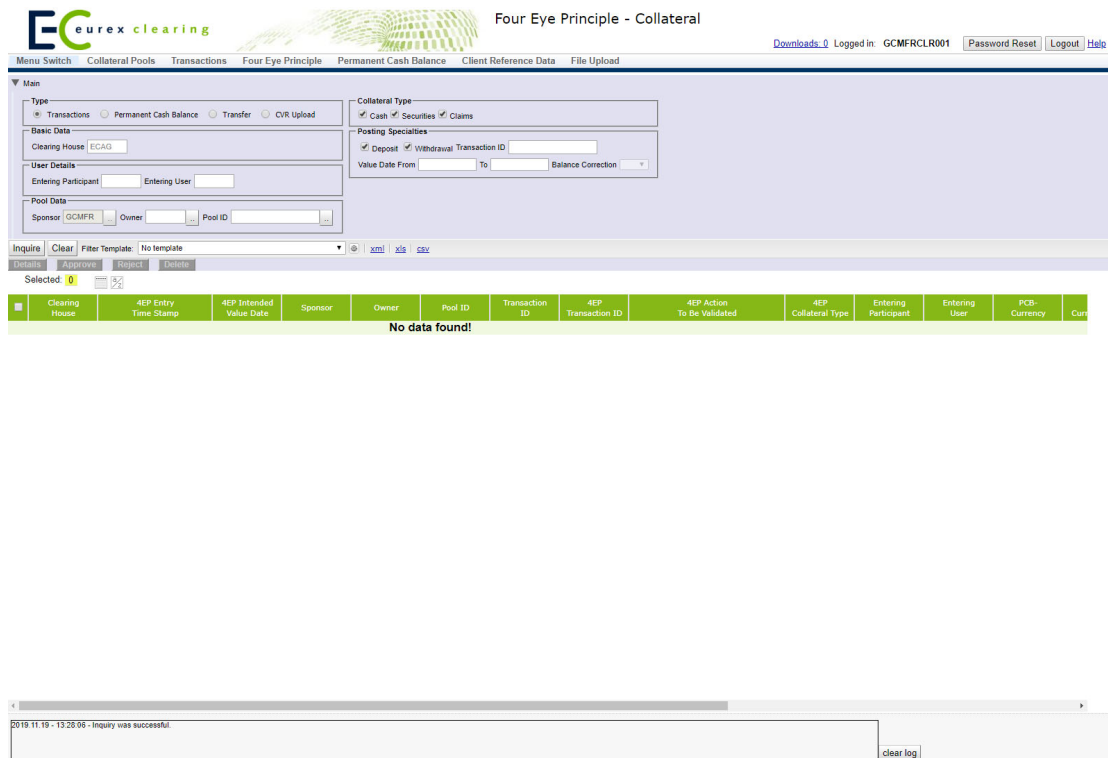 eurex clearing
Four Eye Principle - Collateral
Downloads: 0 Logged in: GCMFRCLR001 Password Reset Logout Help
Menu Switch Collateral Pools Transactions Four Eye Principle Permanent Cash Balance Client Reference Data File Upload
Main
Type
Transactions Permanent Cash Balance Transfer CVR Upload
Collateral Type
Cash Securities Claims
Basic Data
Clearing House ECAG
Posting Specialties
Deposit Withdrawal Transaction ID
Value Date From To Balance Correction
User Details
Entering Participant Entering User
Pool Data
Sponsor GCMFR ... Owner ... Pool ID ...
Inquire Clear Filter Template: No template xml xls csv
Details Approve Reject Delete
Selected: 0
Clearing House 4EP Entry Time Stamp 4EP Intended Value Date Sponsor Owner Pool ID Transaction ID 4EP Transaction ID 4EP Action To Be Validated 4EP Collateral Type Entering Participant Entering User PCB-Currency Curr
No data found!
2019.11.19 - 13:28:06 - Inquiry was successful.
clear log